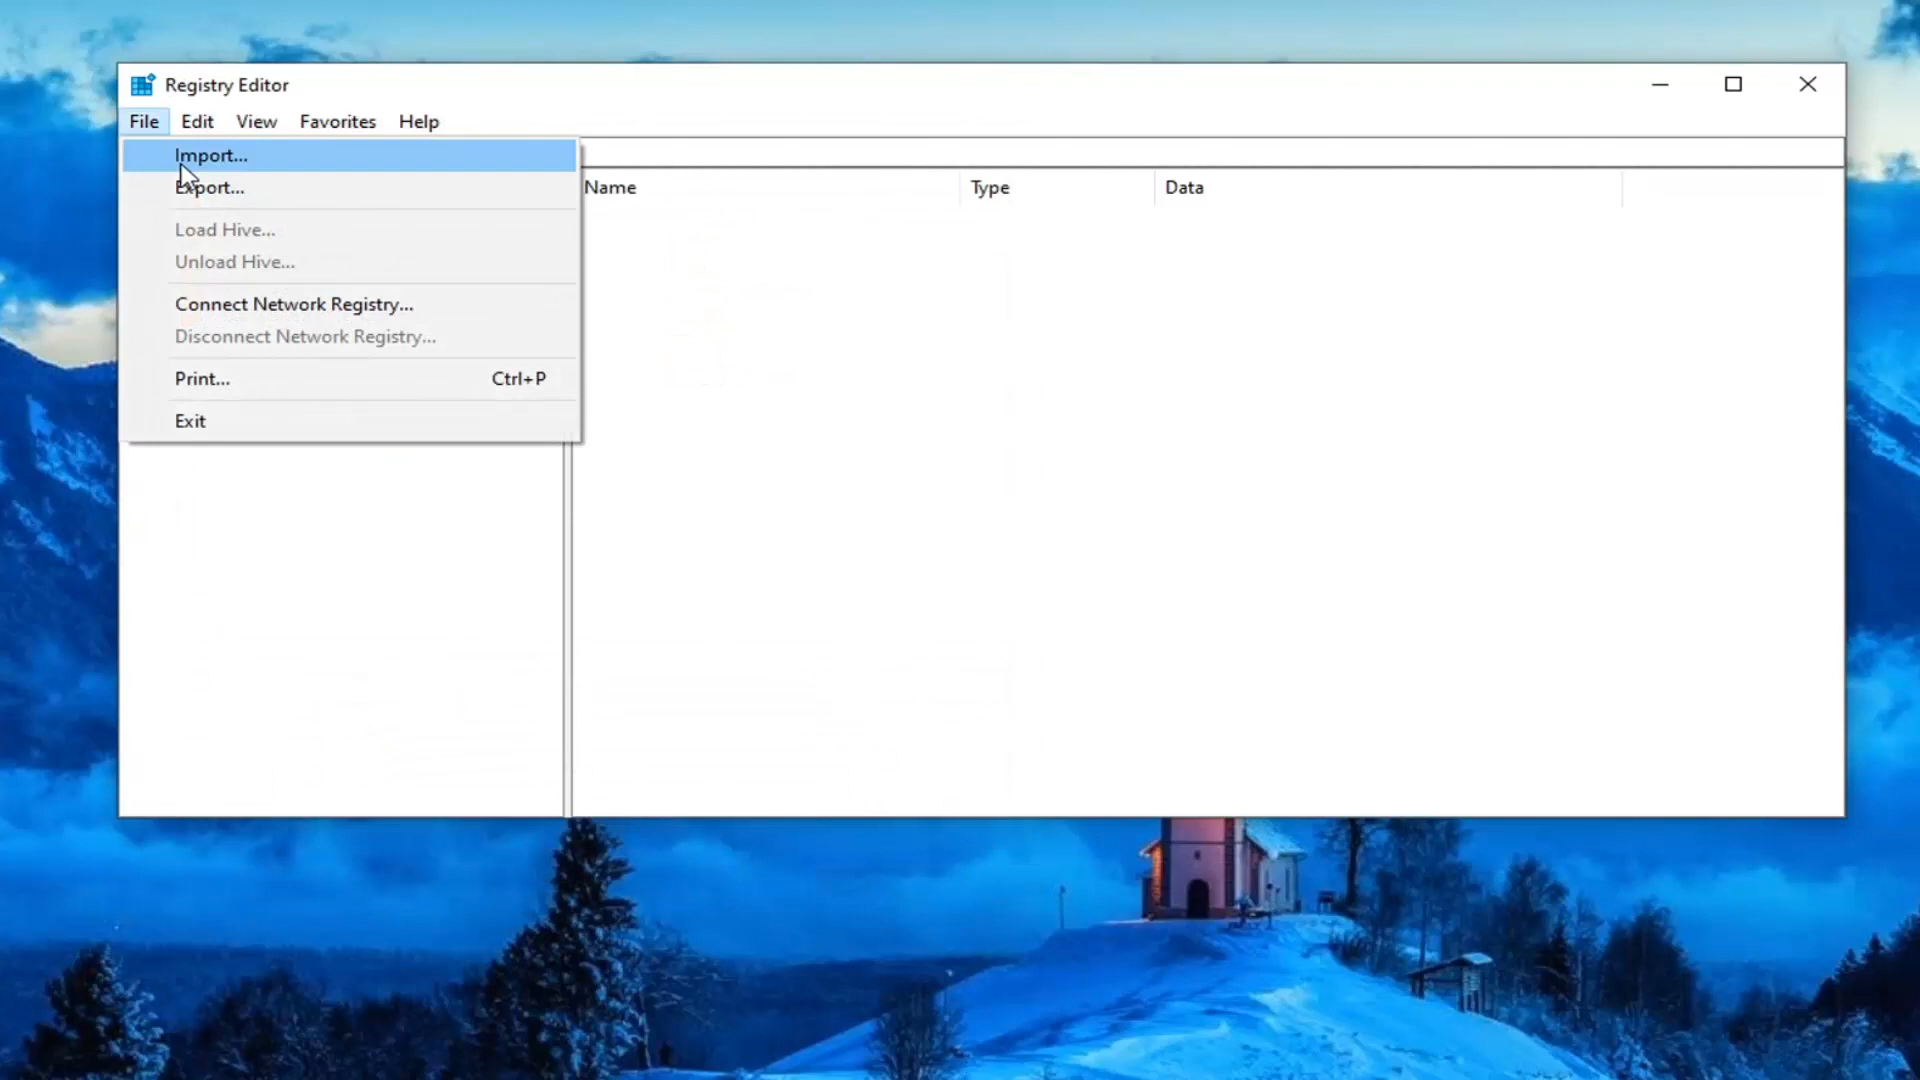 Registry Editor
File Edit View Favorites Help
Import...
Export...
Name Type Data
Load Hive...
Unload Hive...
Connect Network Registry...
Disconnect Network Registry...
Print... Ctrl+P
Exit